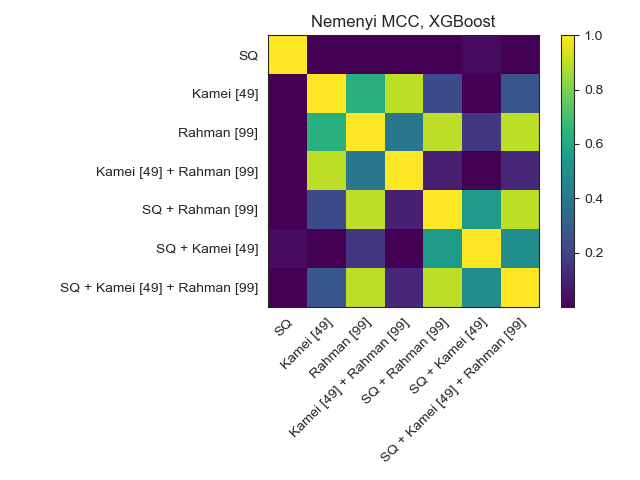 Nemenyi MCC, XGBoost
SQ
Kamei [49]
Rahman [99]
Kamei [49] + Rahman [99]
SQ + Rahman [99]
SQ + Kamei [49]
SQ + Kamei [49] + Rahman [99]
SQ
Kamei [49]
Rahman [99]
Kamei [49] + Rahman [99]
SQ + Rahman [99]
SQ + Kamei [49]
SQ + Kamei [49] + Rahman [99]
1.0
0.8
0.6
0.4
0.2